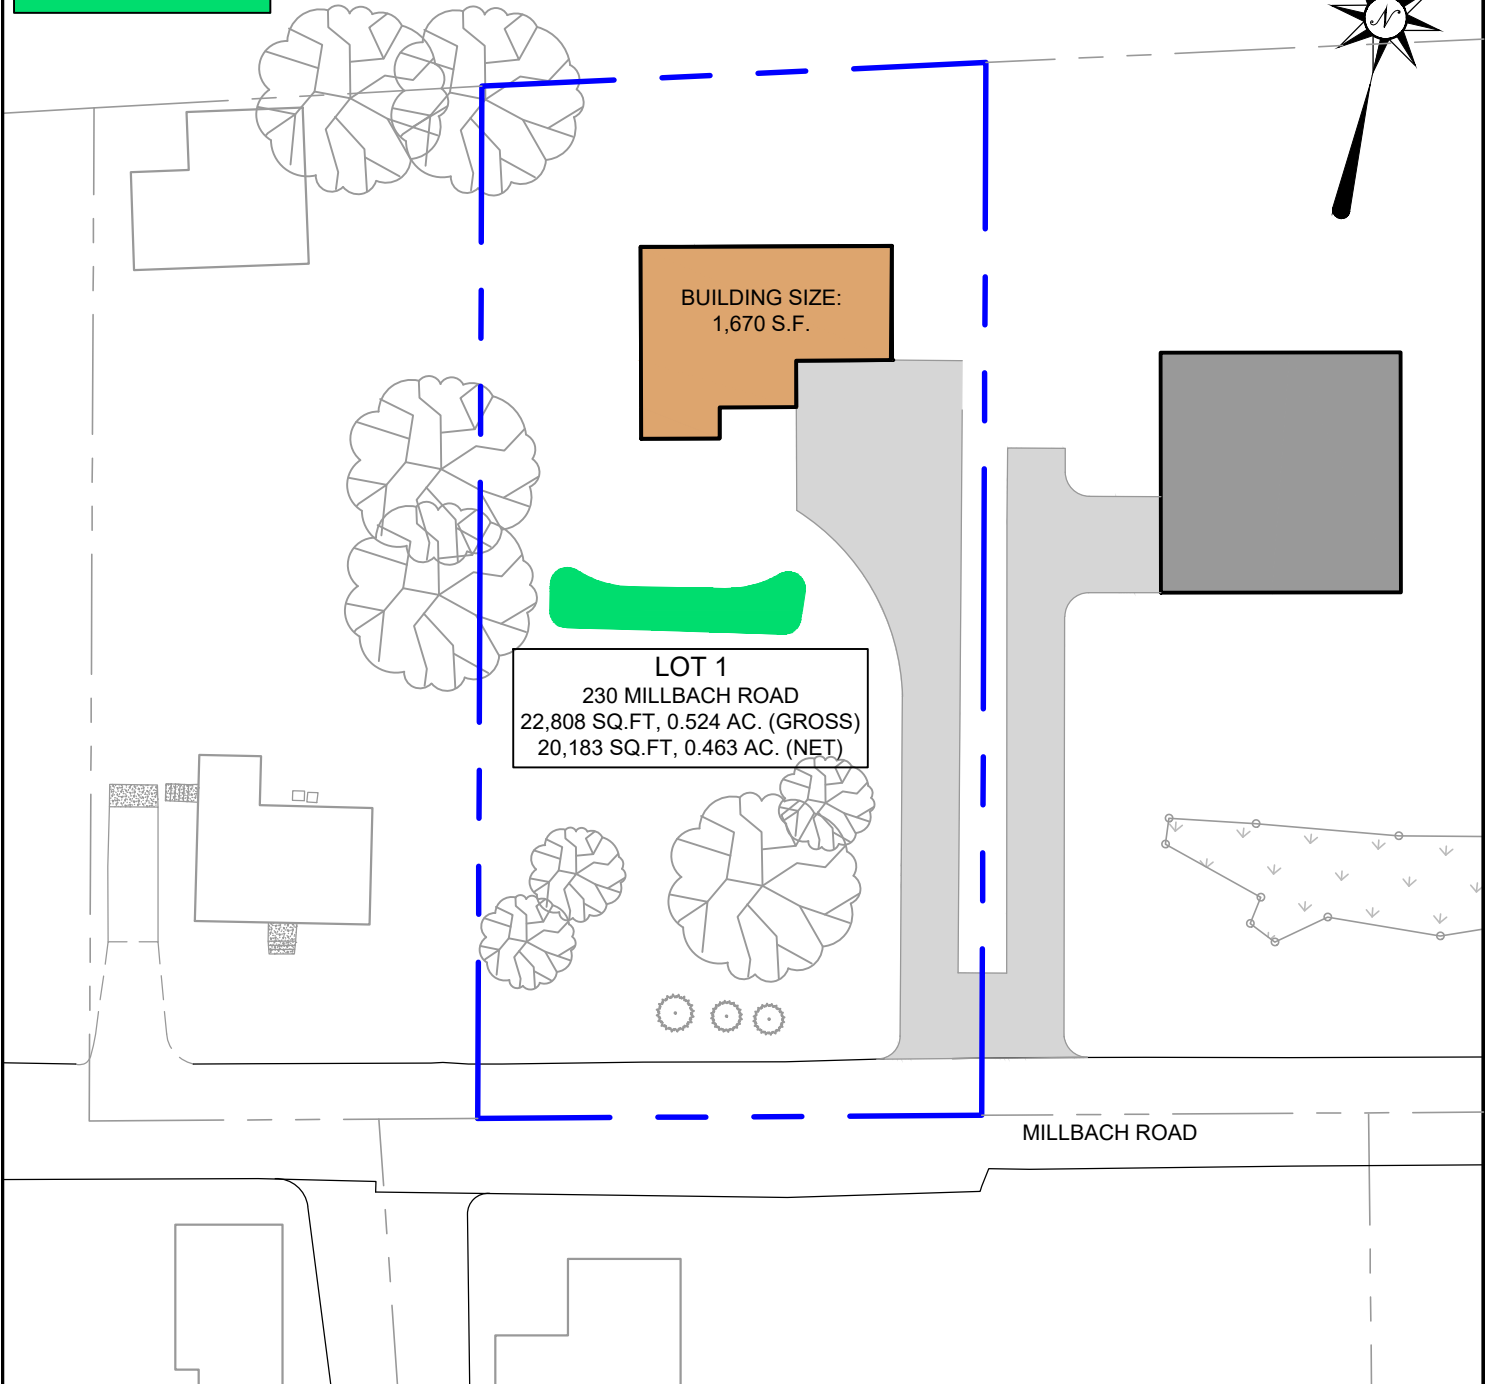 N
BUILDING SIZE:
1,670 S.F.
LOT 1
230 MILLBACH ROAD
22,808 SQ.FT, 0.524 AC. (GROSS)
20,183 SQ.FT, 0.463 AC. (NET)
MILLBACH ROAD